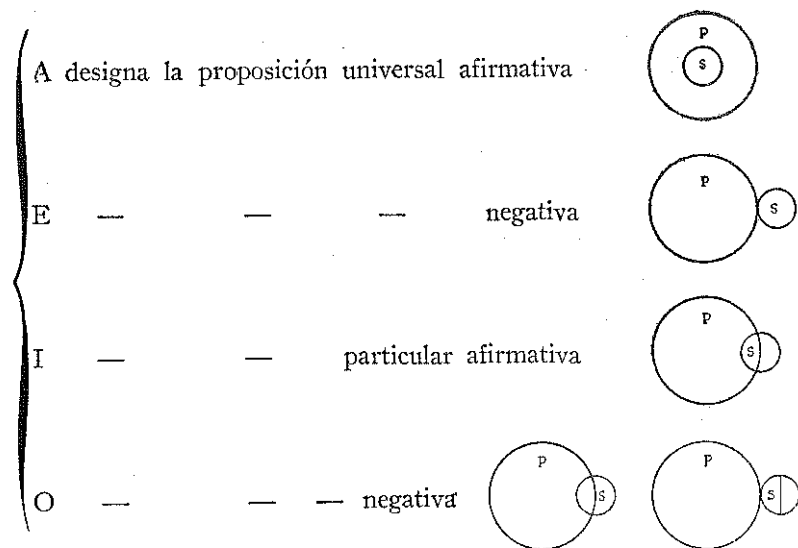 A designa la proposición universal afirmativa P S
E — — — negativa P S
I — — particular afirmativa P S
O — — — negativa P S P S